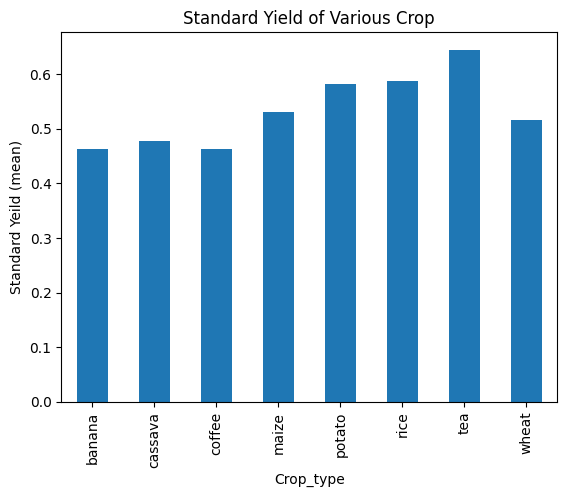 Standard Yield of Various Crop
Standard Yeild (mean)
0.6
0.5
0.4
0.3
0.2
0.1
0.0
banana
cassava
coffee
maize
potato
rice
tea
wheat
Crop_type